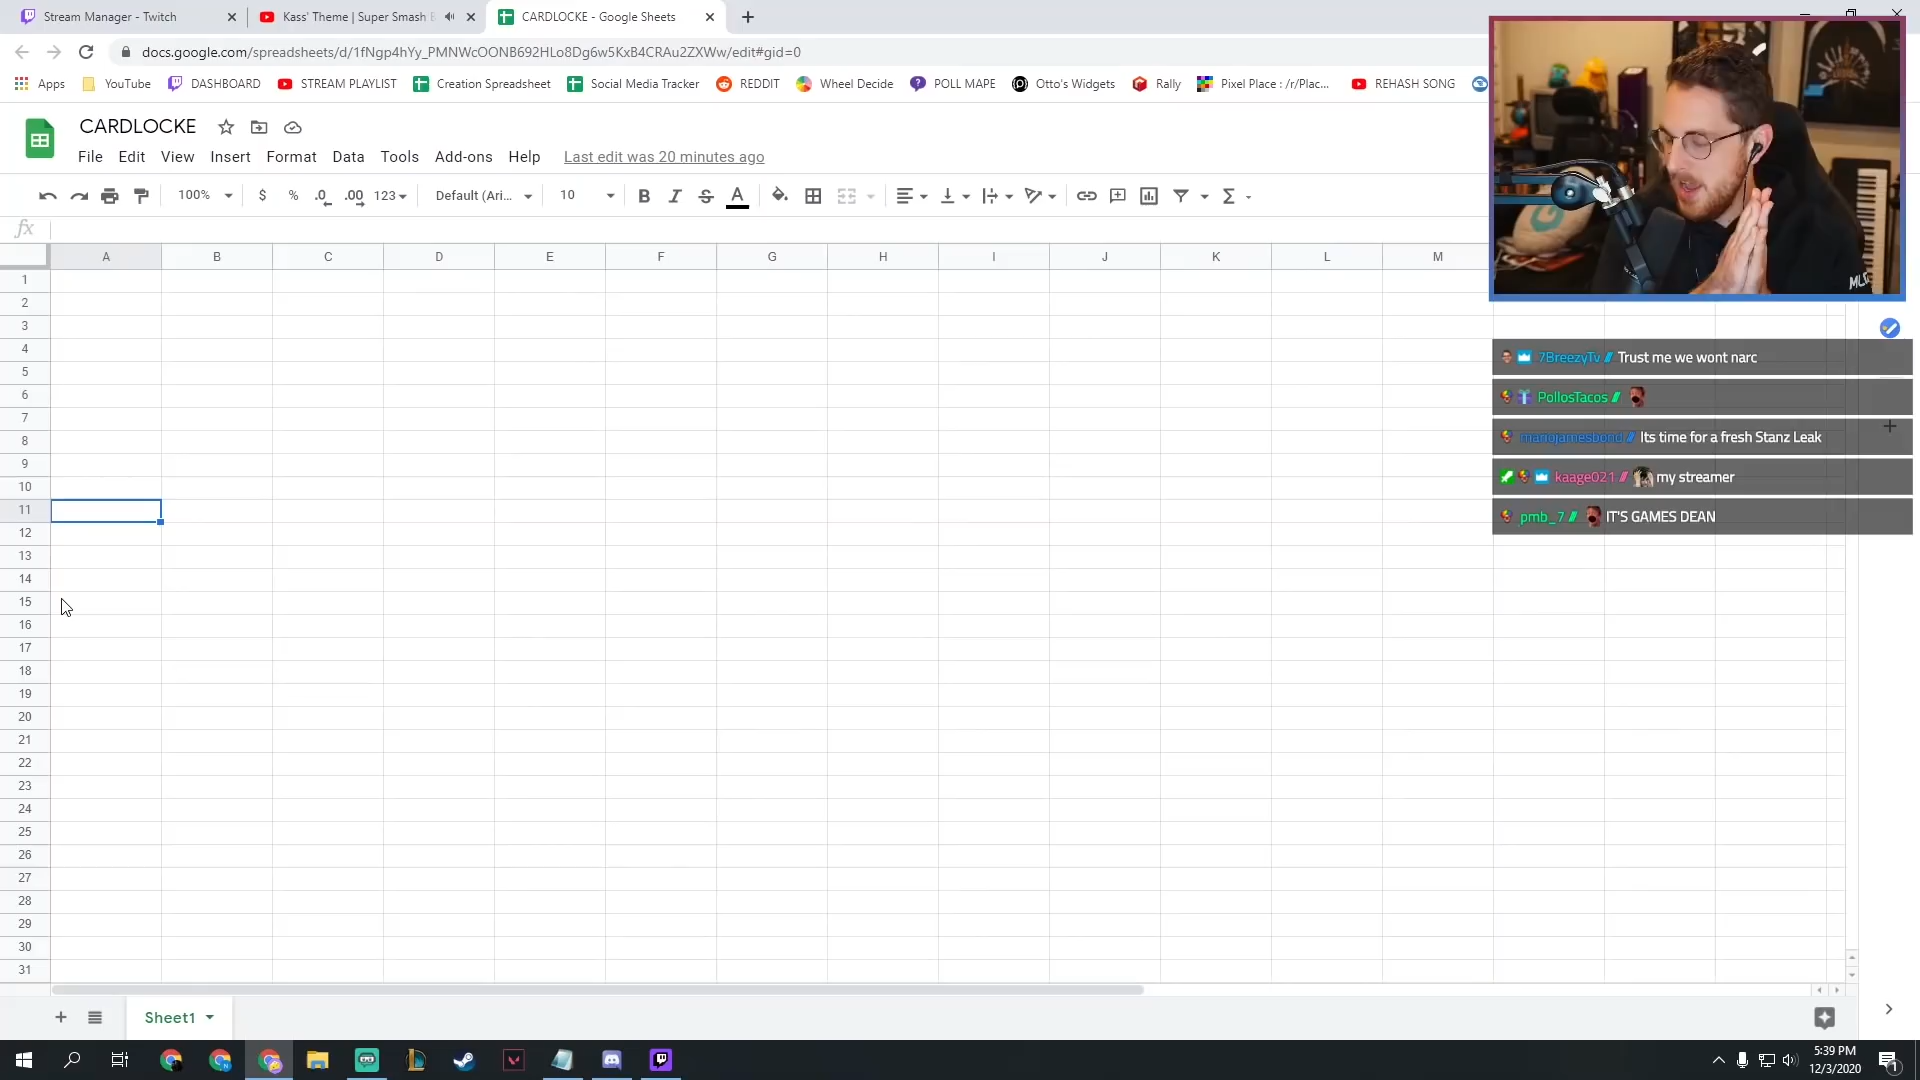 Stream Manager - Twitch
Kass' Theme | Super Smash B
CARDLOCKE - Google Sheets
docs.google.com/spreadsheets/d/1fNgp4hYy_PMNWcOONB692HLo8Dg6w5KxB4CRAu2ZXWw/edit#gid=0
Apps YouTube DASHBOARD STREAM PLAYLIST Creation Spreadsheet Social Media Tracker REDDIT Wheel Decide POLL MAPE Otto's Widgets Rally Pixel Place : /r/Plac... REHASH SONG
CARDLOCKE
File Edit View Insert Format Data Tools Add-ons Help Last edit was 20 minutes ago
100% $ % .0 .00 123 Default (Ari... 10 B I S A Σ
fx
A B C D E F G H I J K L M
1
2
3
4
5
6
7
8
9
10
11
12
13
14
15
16
17
18
19
20
21
22
23
24
25
26
27
28
29
30
31
7BreezyTv // Trust me we wont narc
PollosTacos //
manojamesbond // Its time for a fresh Stanz Leak
kaage021 // my streamer
pmb_7 // IT'S GAMES DEAN
Sheet1
5:39 PM
12/3/2020
1